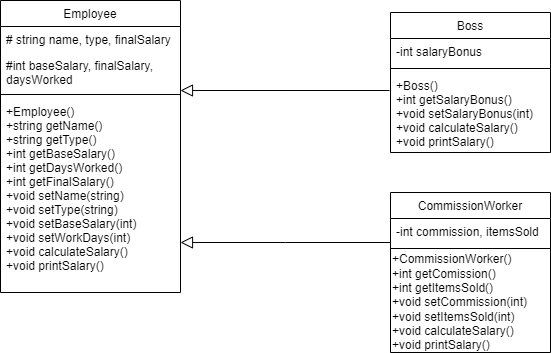 Employee
# string name, type, finalSalary
#int baseSalary, finalSalary,
daysWorked
+Employee()
+string getName()
+string getType()
+int getBaseSalary()
+int getDaysWorked()
+int getFinalSalary()
+void setName(string)
+void setType(string)
+void setBaseSalary(int)
+void setWorkDays(int)
+void calculateSalary()
+void printSalary()
Boss
-int salaryBonus
+Boss()
+int getSalaryBonus()
+void setSalaryBonus(int)
+void calculateSalary()
+void printSalary()
CommissionWorker
-int commission, itemsSold
+CommissionWorker()
+int getComission()
+int getItemsSold()
+void setCommission(int)
+void setItemsSold(int)
+void calculateSalary()
+void printSalary()